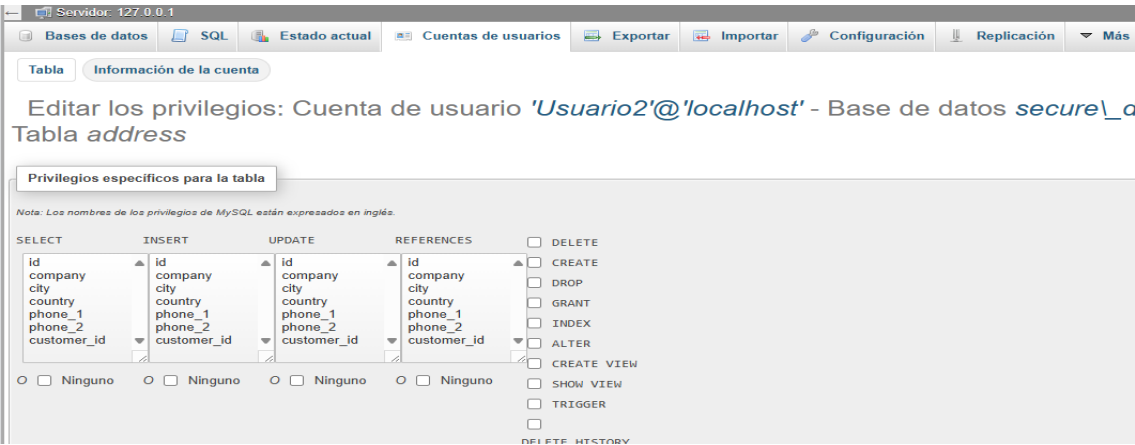 Servidor: 127.0.0.1
Bases de datos SQL Estado actual Cuentas de usuarios Exportar Importar Configuración Replicación Más
Tabla Información de la cuenta
Editar los privilegios: Cuenta de usuario 'Usuario2'@'localhost' - Base de datos secure\_d
Tabla address
Privilegios específicos para la tabla
Nota: Los nombres de los privilegios de MySQL están expresados en inglés.
SELECT INSERT UPDATE REFERENCES
id id id id
company company company company
city city city city
country country country country
phone_1 phone_1 phone_1 phone_1
phone_2 phone_2 phone_2 phone_2
customer_id customer_id customer_id customer_id
O Ninguno O Ninguno O Ninguno O Ninguno
DELETE
CREATE
DROP
GRANT
INDEX
ALTER
CREATE VIEW
SHOW VIEW
TRIGGER
DELETE HISTORY